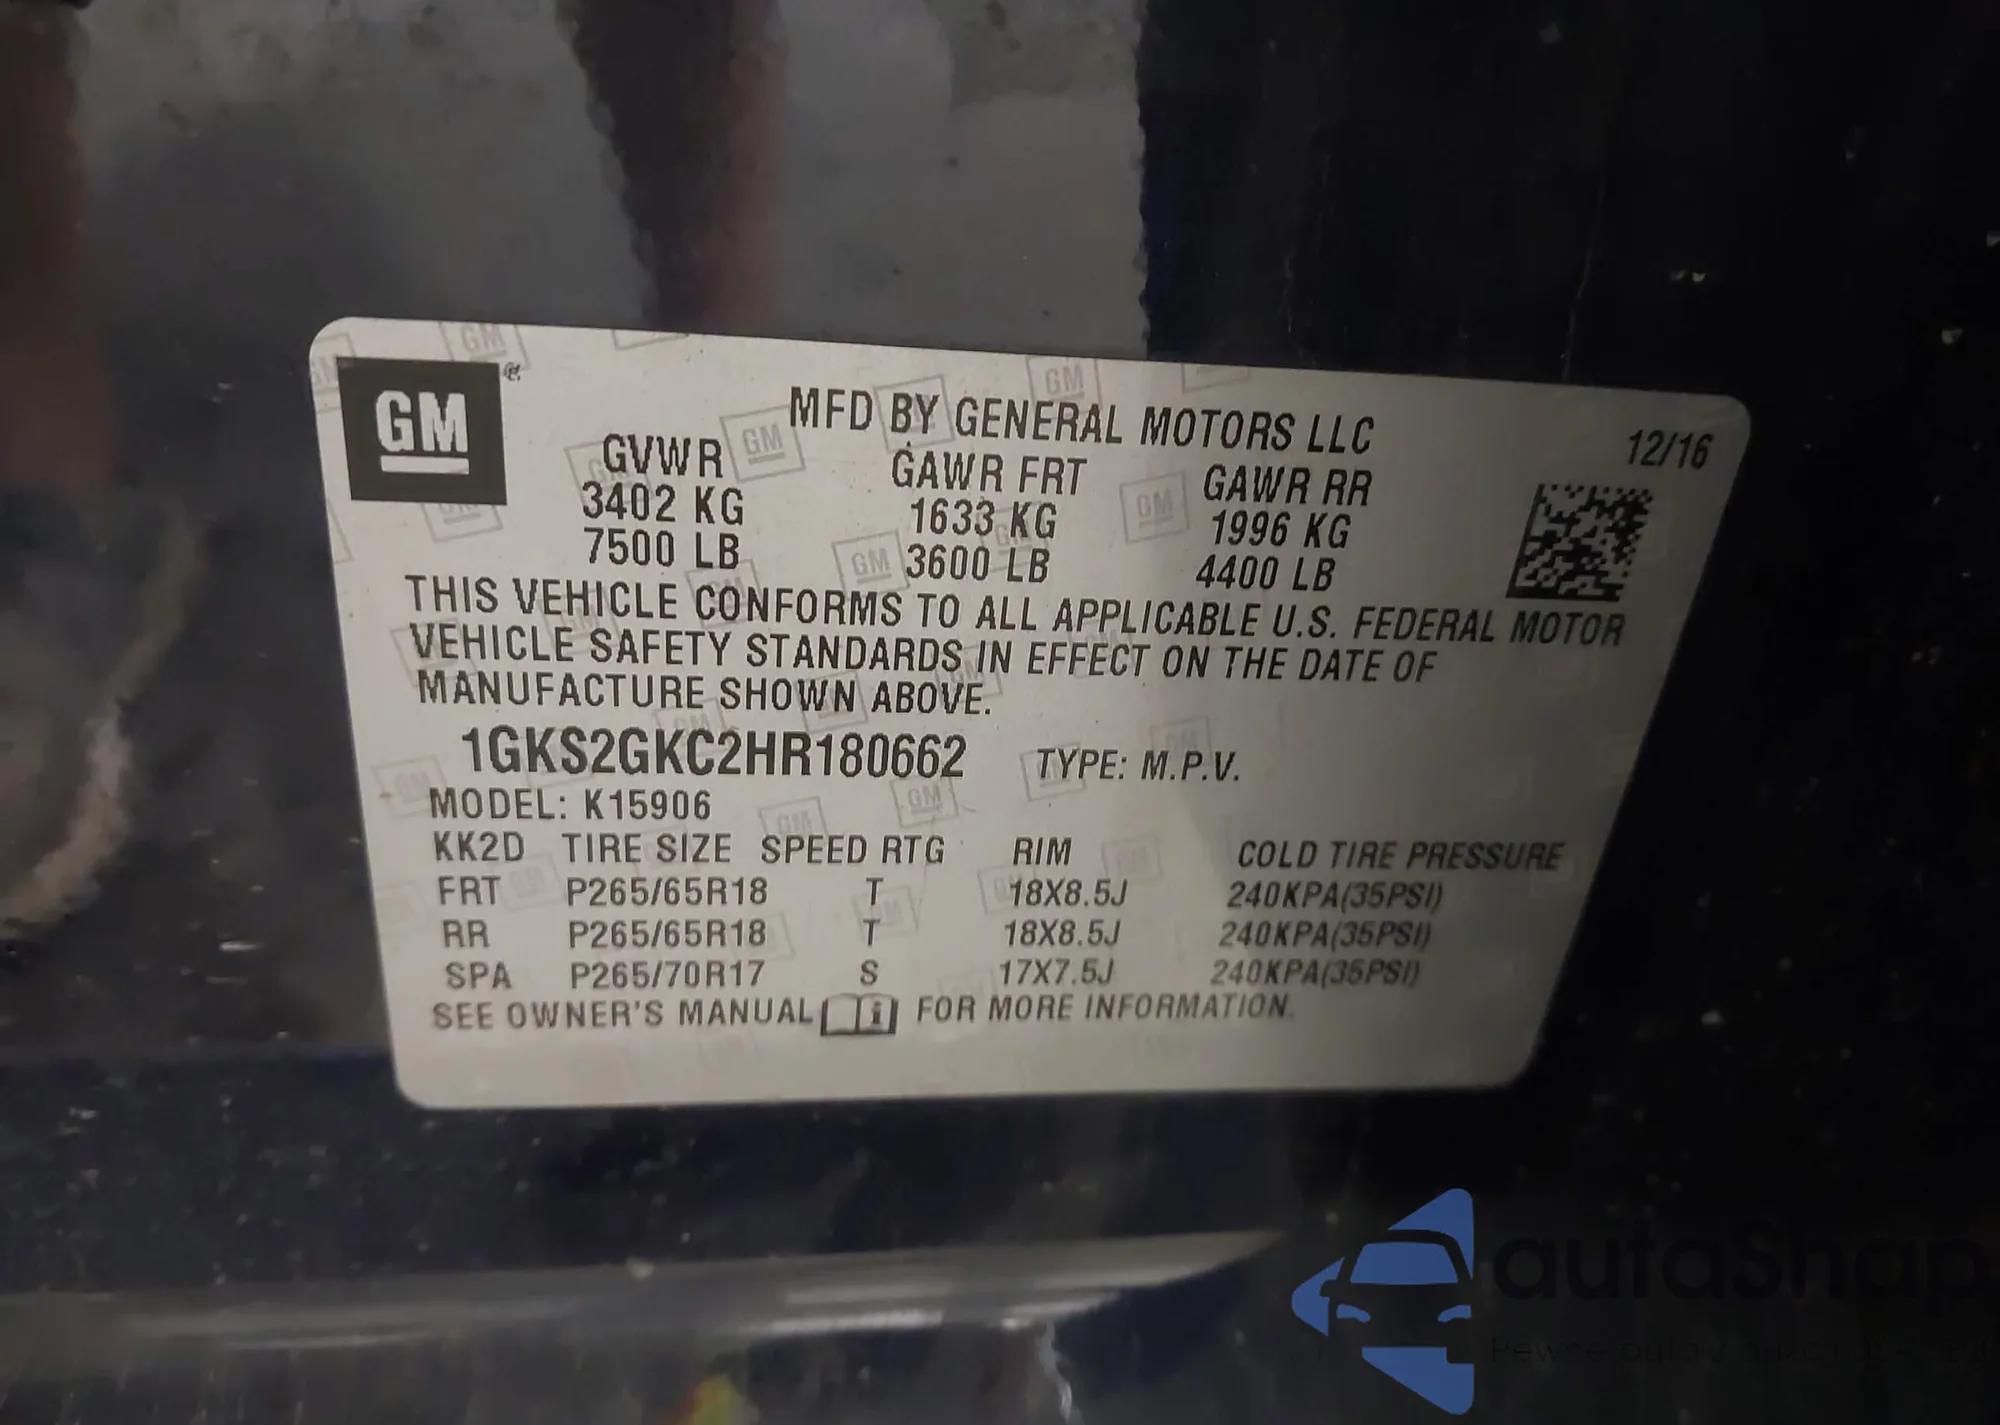 GM
MFD BY GENERAL MOTORS LLC
12/16
GVWR GAWR FRT GAWR RR
3402 KG 1633 KG 1996 KG
7500 LB 3600 LB 4400 LB
THIS VEHICLE CONFORMS TO ALL APPLICABLE U.S. FEDERAL MOTOR
VEHICLE SAFETY STANDARDS IN EFFECT ON THE DATE OF
MANUFACTURE SHOWN ABOVE.
1GKS2GKC2HR180662 TYPE: M.P.V.
MODEL: K15906
KK2D TIRE SIZE SPEED RTG RIM COLD TIRE PRESSURE
FRT P265/65R18 T 18X8.5J 240KPA(35PSI)
RR P265/65R18 T 18X8.5J 240KPA(35PSI)
SPA P265/70R17 S 17X7.5J 240KPA(35PSI)
SEE OWNER'S MANUAL FOR MORE INFORMATION.
autaSnap